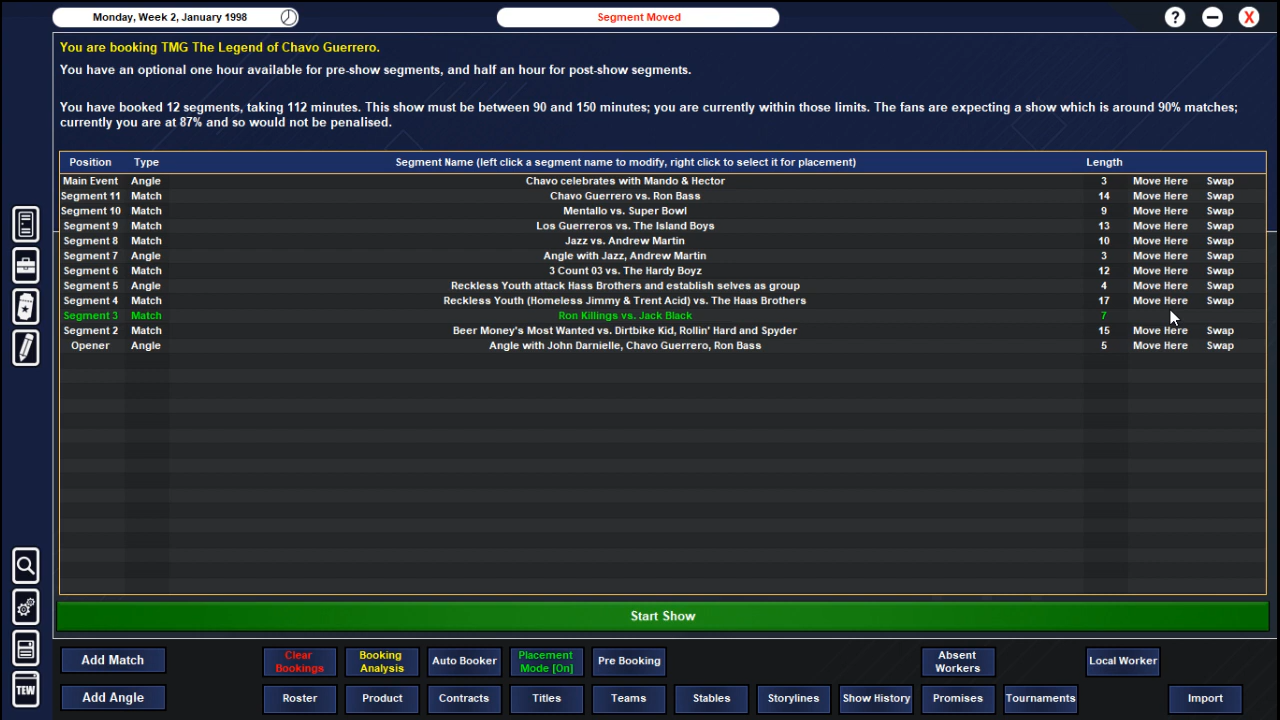 Monday, Week 2, January 1998
Segment Moved
?
X
You are booking TMG The Legend of Chavo Guerrero.
You have an optional one hour available for pre-show segments, and half an hour for post-show segments.
You have booked 12 segments, taking 112 minutes. This show must be between 90 and 150 minutes; you are currently within those limits. The fans are expecting a show which is around 90% matches;
currently you are at 87% and so would not be penalised.
Position Type Segment Name (left click a segment name to modify, right click to select it for placement) Length
Main Event Angle Chavo celebrates with Mando & Hector 3 Move Here Swap
Segment 11 Match Chavo Guerrero vs. Ron Bass 14 Move Here Swap
Segment 10 Match Mentallo vs. Super Bowl 9 Move Here Swap
Segment 9 Match Los Guerreros vs. The Island Boys 13 Move Here Swap
Segment 8 Match Jazz vs. Andrew Martin 10 Move Here Swap
Segment 7 Angle Angle with Jazz, Andrew Martin 3 Move Here Swap
Segment 6 Match 3 Count 03 vs. The Hardy Boyz 12 Move Here Swap
Segment 5 Angle Reckless Youth attack Hass Brothers and establish selves as group 4 Move Here Swap
Segment 4 Match Reckless Youth (Homeless Jimmy & Trent Acid) vs. The Haas Brothers 17 Move Here Swap
Segment 3 Match Ron Killings vs. Jack Black 7
Segment 2 Match Beer Money's Most Wanted vs. Dirtbike Kid, Rollin' Hard and Spyder 15 Move Here Swap
Opener Angle Angle with John Darnielle, Chavo Guerrero, Ron Bass 5 Move Here Swap
Start Show
Add Match
Clear Bookings
Booking Analysis
Auto Booker
Placement Mode [On]
Pre Booking
Absent Workers
Local Worker
TEW
Add Angle
Roster
Product
Contracts
Titles
Teams
Stables
Storylines
Show History
Promises
Tournaments
Import